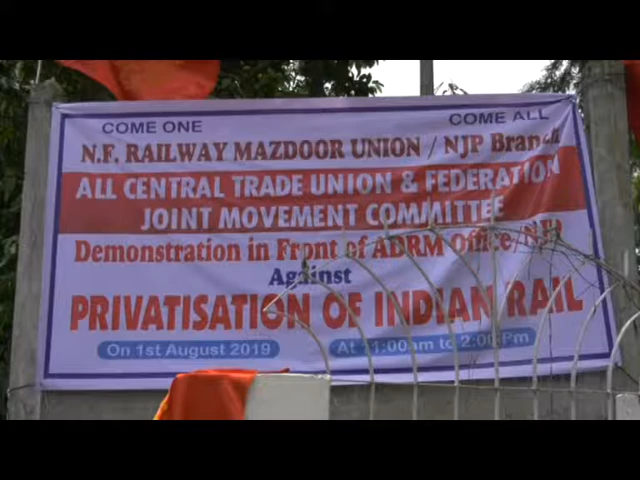 COME ONE COME ALL
N.F. RAILWAY MAZDOOR UNION / NJP Branch
ALL CENTRAL TRADE UNION & FEDERATION
JOINT MOVEMENT COMMITTEE
Demonstration in Front of ADRM Office/NJP
Against
PRIVATISATION OF INDIAN RAIL
On 1st August 2019 At 11:00am to 2:00Pm